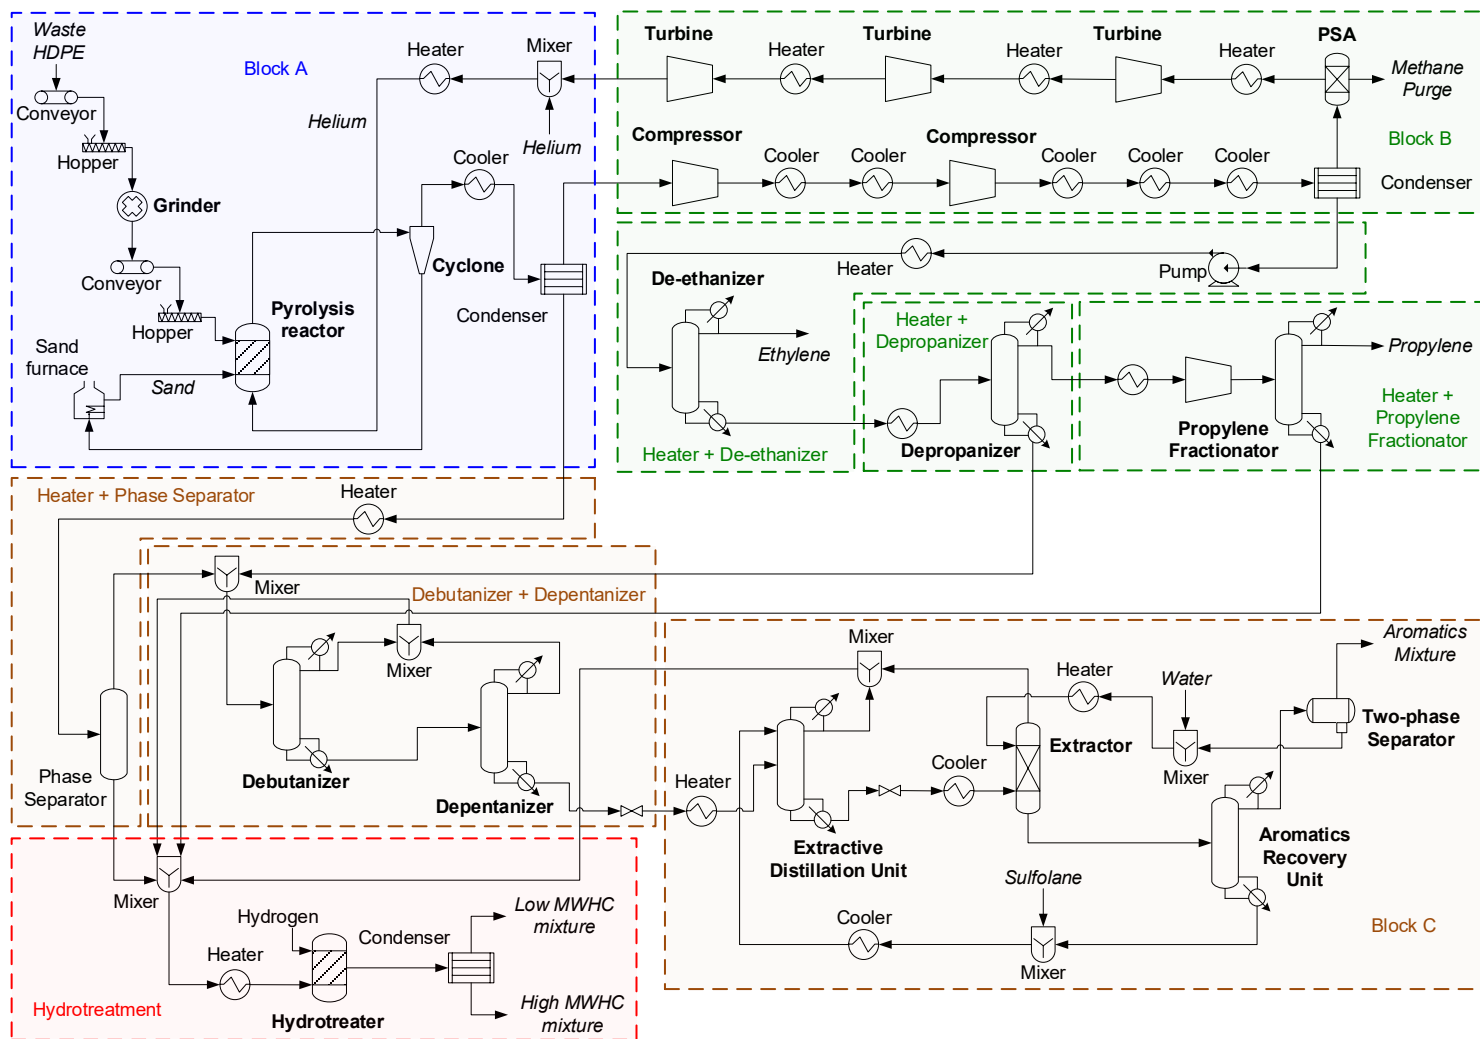 Waste
HDPE
Block A
Heater
Mixer
Conveyor
Helium
Helium
Hopper
Cooler
Grinder
Cyclone
Conveyor
Hopper
Pyrolysis
reactor
Condenser
Sand
furnace
Sand
Turbine
Heater
Turbine
Heater
Turbine
Heater
PSA
Methane
Purge
Block B
Compressor
Cooler
Cooler
Compressor
Cooler
Cooler
Cooler
Condenser
Heater
Pump
De-ethanizer
Ethylene
Heater + De-ethanizer
Heater +
Depropanizer
Depropanizer
Propylene
Propylene
Fractionator
Heater +
Propylene
Fractionator
Heater + Phase Separator
Heater
Mixer
Debutanizer + Depentanizer
Mixer
Debutanizer
Depentanizer
Phase
Separator
Mixer
Heater
Water
Aromatics
Mixture
Two-phase
Separator
Mixer
Extractor
Heater
Cooler
Extractive
Distillation Unit
Aromatics
Recovery
Unit
Sulfolane
Cooler
Mixer
Block C
Mixer
Hydrogen
Heater
Condenser
Low MWHC
mixture
High MWHC
mixture
Hydrotreater
Hydrotreatment